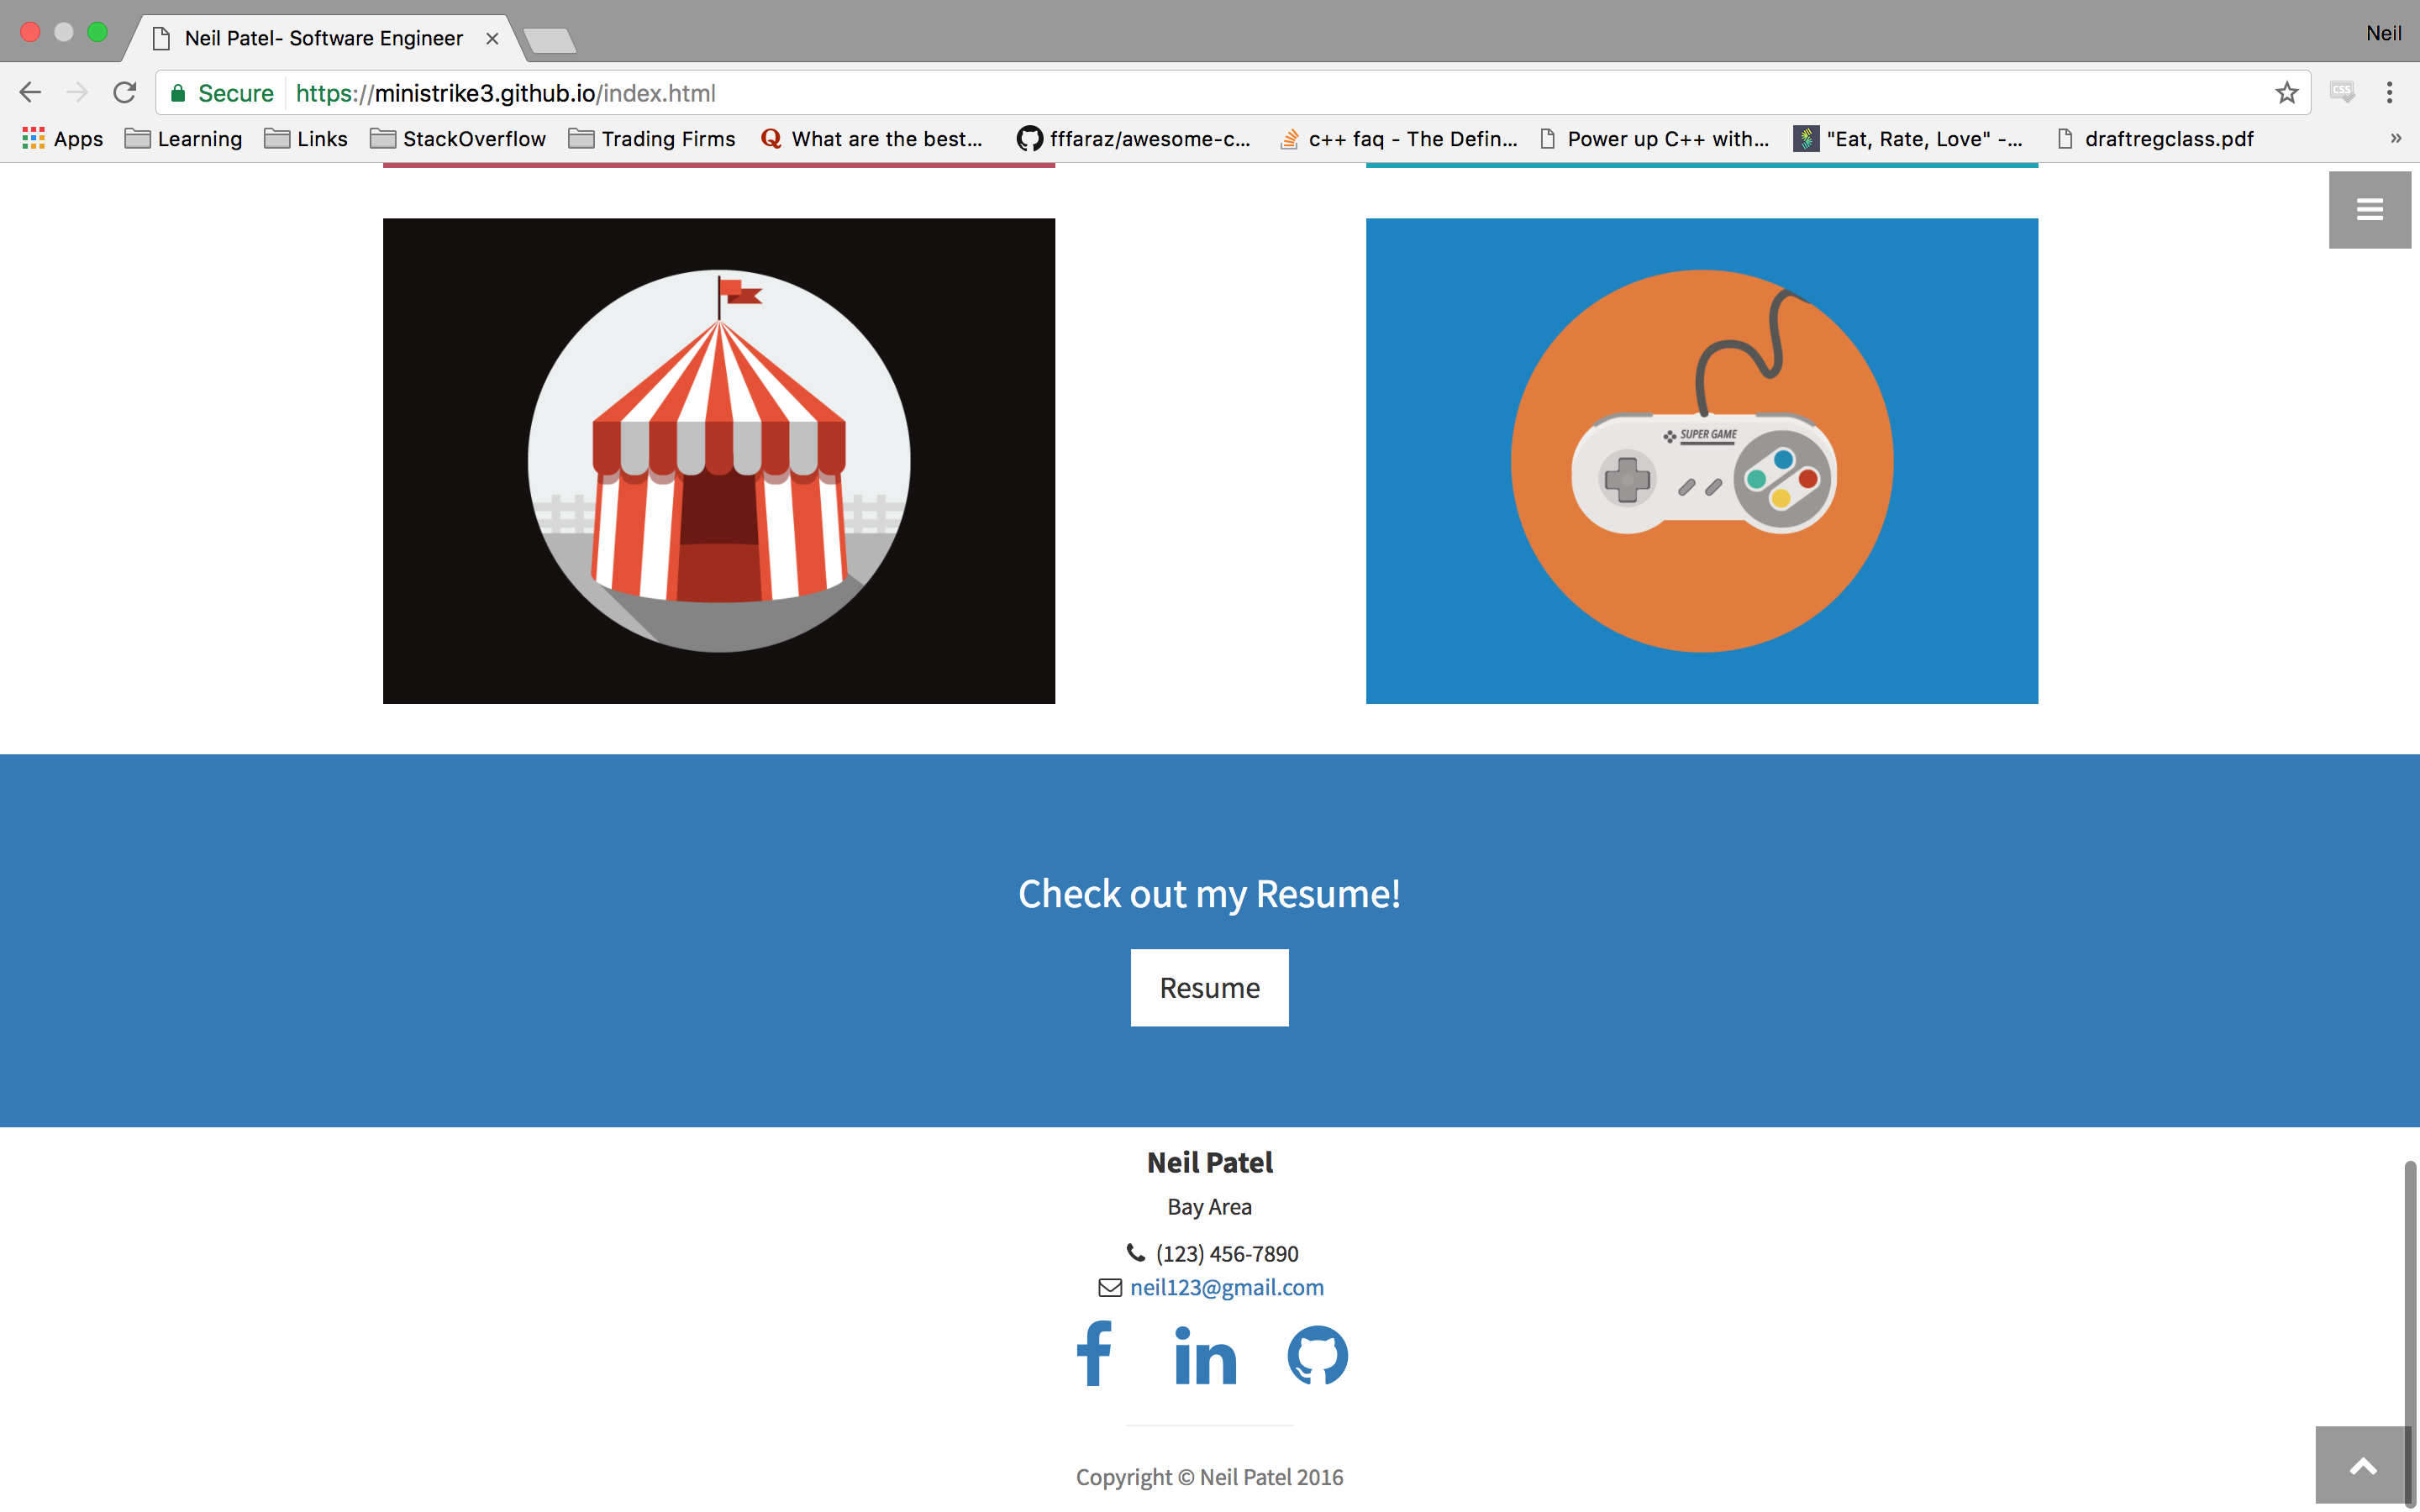 Neil Patel- Software Engineer
Neil
Secure https://ministrike3.github.io/index.html
Apps Learning Links StackOverflow Trading Firms What are the best... fffaraz/awesome-c... c++ faq - The Defin... Power up C++ with... "Eat, Rate, Love" -... draftregclass.pdf »
SUPER GAME
Check out my Resume!
Resume
Neil Patel
Bay Area
(123) 456-7890
neil123@gmail.com
Copyright © Neil Patel 2016